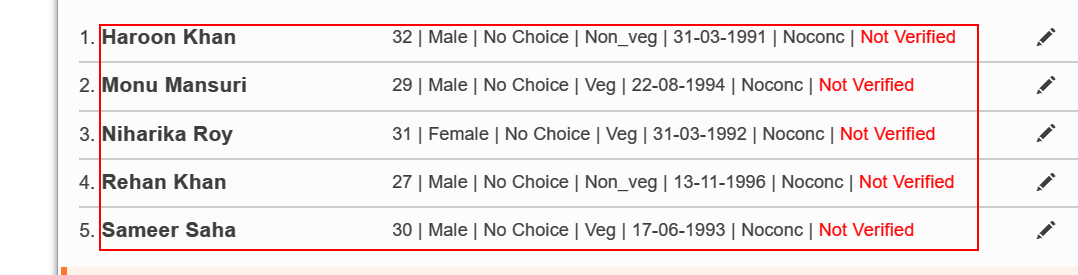 1. Haroon Khan 32 | Male | No Choice | Non_veg | 31-03-1991 | Noconc | Not Verified
2. Monu Mansuri 29 | Male | No Choice | Veg | 22-08-1994 | Noconc | Not Verified
3. Niharika Roy 31 | Female | No Choice | Veg | 31-03-1992 | Noconc | Not Verified
4. Rehan Khan 27 | Male | No Choice | Non_veg | 13-11-1996 | Noconc | Not Verified
5. Sameer Saha 30 | Male | No Choice | Veg | 17-06-1993 | Noconc | Not Verified